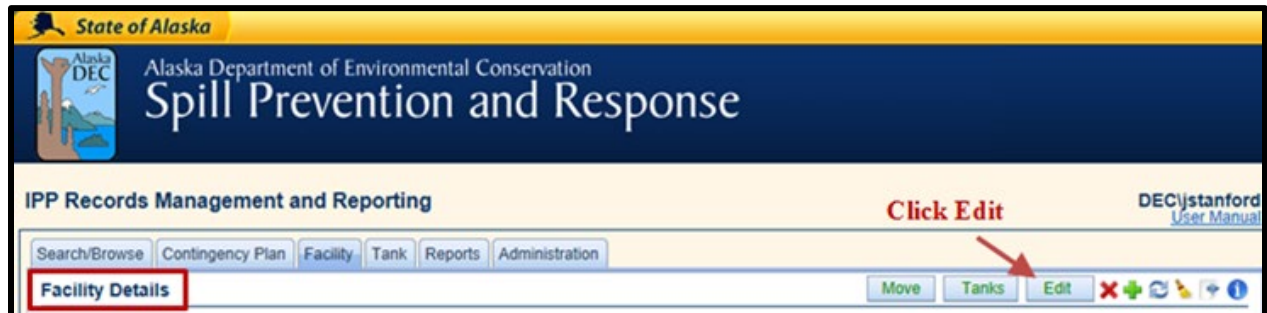 State of Alaska
Alaska
DEC
Alaska Department of Environmental Conservation
Spill Prevention and Response
IPP Records Management and Reporting
Click Edit
DEC\jstanford
User Manual
Search/Browse Contingency Plan Facility Tank Reports Administration
Facility Details
Move Tanks Edit